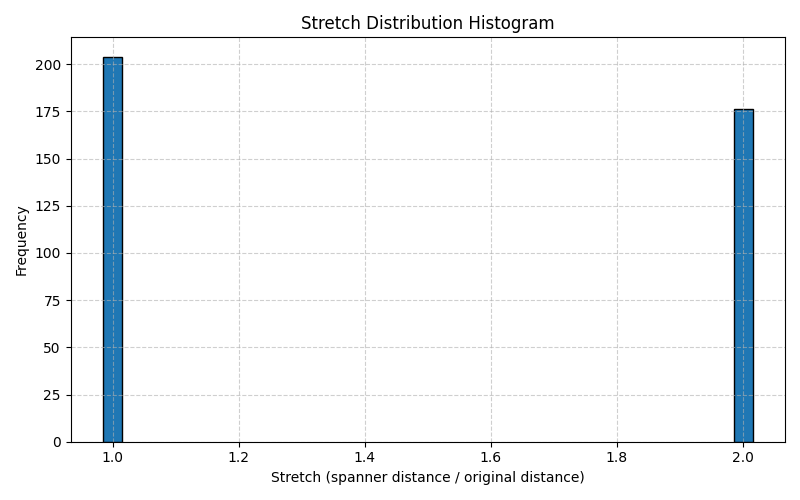 Stretch Distribution Histogram
200
175
150
125
100
75
50
25
0
Frequency
1.0 1.2 1.4 1.6 1.8 2.0
Stretch (spanner distance / original distance)